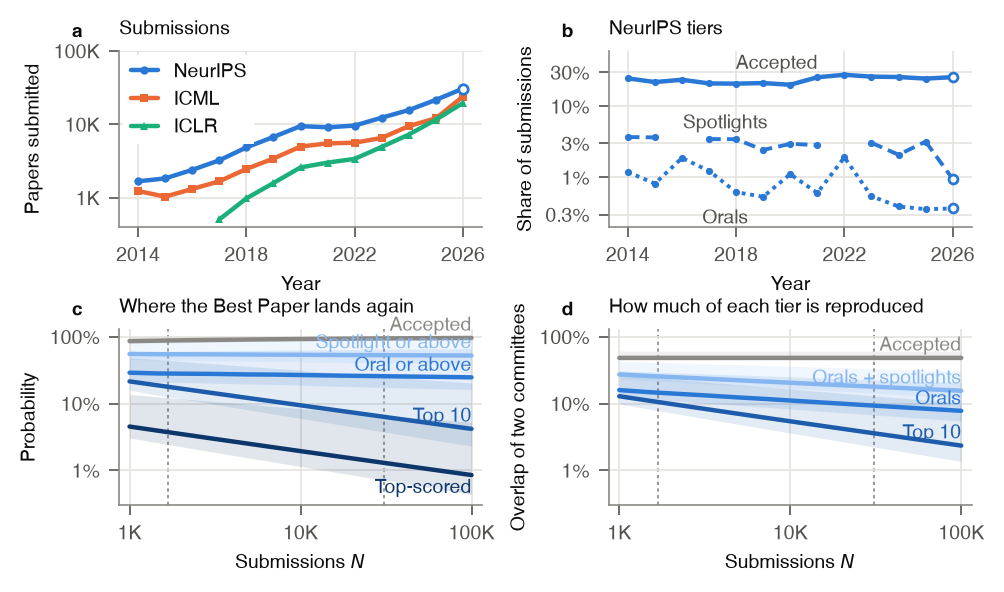 a Submissions
Papers submitted
100K
10K
1K
NeurIPS
ICML
ICLR
2014 2018 2022 2026
Year
b NeurIPS tiers
Share of submissions
30%
10%
3%
1%
0.3%
Accepted
Spotlights
Orals
2014 2018 2022 2026
Year
c Where the Best Paper lands again
Probability
100%
10%
1%
Accepted
Spotlight or above
Oral or above
Top 10
Top-scored
1K 10K 100K
Submissions N
d How much of each tier is reproduced
Overlap of two committees
100%
10%
1%
Accepted
Orals + spotlights
Orals
Top 10
1K 10K 100K
Submissions N